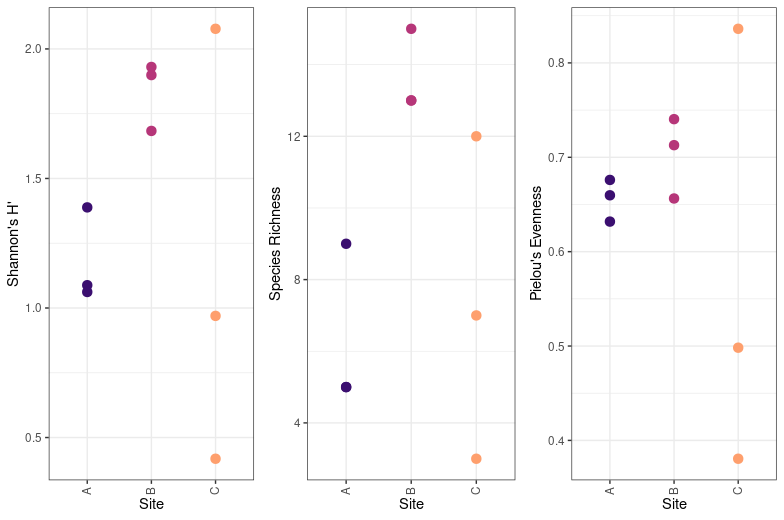 Shannon's H'
2.0
1.5
1.0
0.5
A
B
C
Site
Species Richness
12
8
4
A
B
C
Site
Pielou's Evenness
0.8
0.7
0.6
0.5
0.4
A
B
C
Site